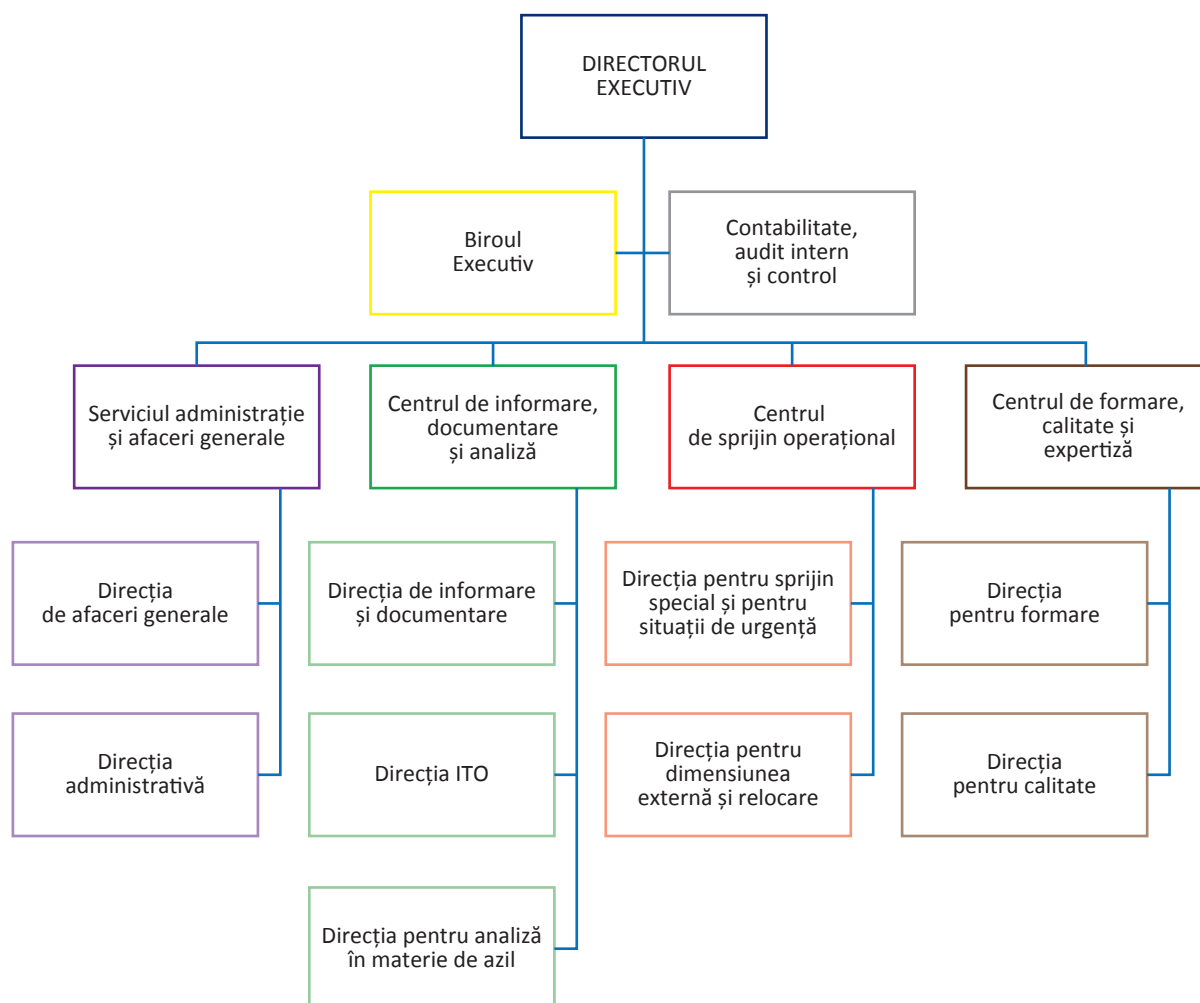 DIRECTORUL
EXECUTIV
Biroul
Executiv
Contabilitate,
audit intern
și control
Serviciul administrație
și afaceri generale
Centrul de informare,
documentare
și analiză
Centrul
de sprijin operațional
Centrul de formare,
calitate și
expertiză
Direcția
de afaceri generale
Direcția de informare
și documentare
Direcția pentru sprijin
special și pentru
situații de urgență
Direcția
pentru formare
Direcția
administrativă
Direcția ITO
Direcția pentru
dimensiunea
externă și relocare
Direcția
pentru calitate
Direcția pentru analiză
în materie de azil